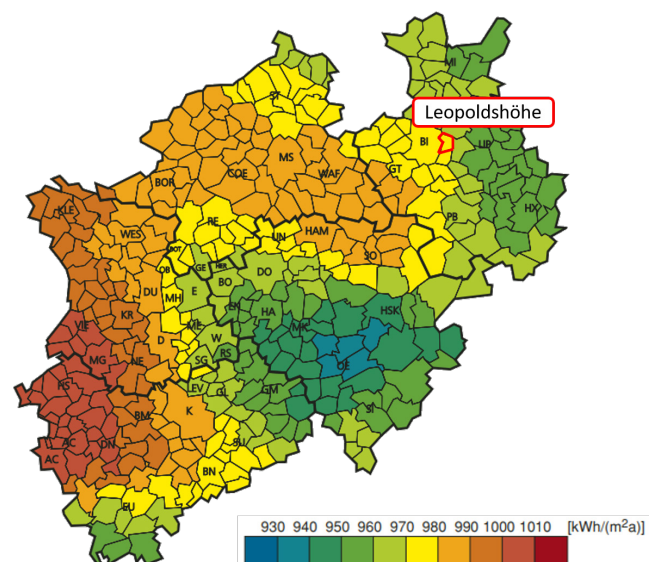 MI
ST
Leopoldshöhe
BI
LIP
MS
COE
WAF
GT
BOR
KLE
HX
PB
RE
WES
HAM
UN
SO
BOT
OB
GE
HER
DO
BO
DU
MH
E
EN
HA
HSK
KR
ME
MK
VIE
W
D
MG
NE
SG
RS
OE
HS
LEV
GL
GM
SI
BM
K
AC
DN
SU
AC
BN
EU
930 940 950 960 970 980 990 1000 1010 [kWh/(m²a)]